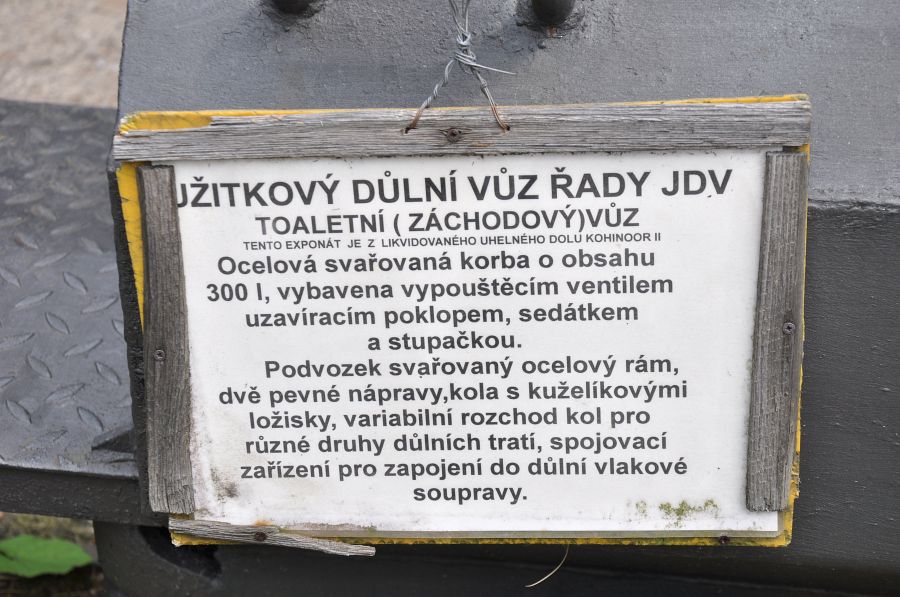 UŽITKOVÝ DŮLNÍ VŮZ ŘADY JDV
TOALETNÍ ( ZÁCHODOVÝ)VŮZ
TENTO EXPONÁT JE Z LIKVIDOVANÉHO UHELNÉHO DOLU KOHINOOR II
Ocelová svařovaná korba o obsahu
300 l, vybavena vypouštěcím ventilem
uzavíracím poklopem, sedátkem
a stupačkou.
Podvozek svařovaný ocelový rám,
dvě pevné nápravy,kola s kuželíkovými
ložisky, variabilní rozchod kol pro
různé druhy důlních tratí, spojovací
zařízení pro zapojení do důlní vlakové
soupravy.